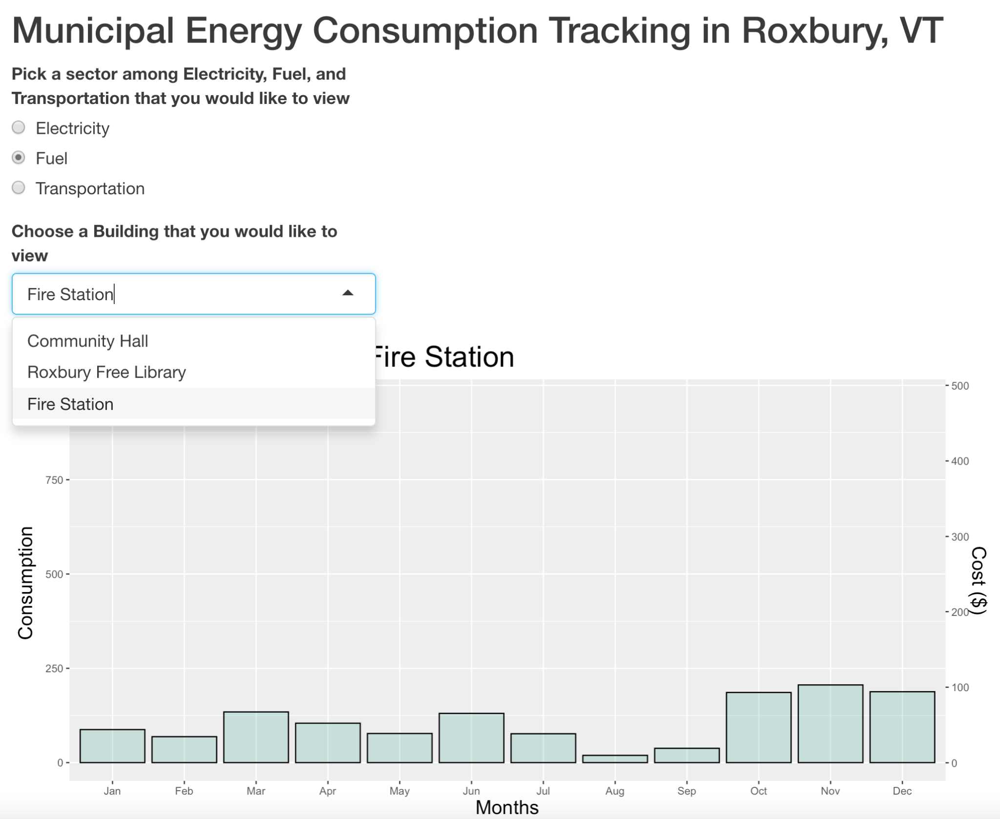 Municipal Energy Consumption Tracking in Roxbury, VT
Pick a sector among Electricity, Fuel, and
Transportation that you would like to view
Electricity
Fuel
Transportation
Choose a Building that you would like to
view
Fire Station
Community Hall
Roxbury Free Library
Fire Station
Fire Station
500
400
750
300
500
200
250
100
0
0
Consumption
Cost ($)
Jan Feb Mar Apr May Jun Jul Aug Sep Oct Nov Dec
Months